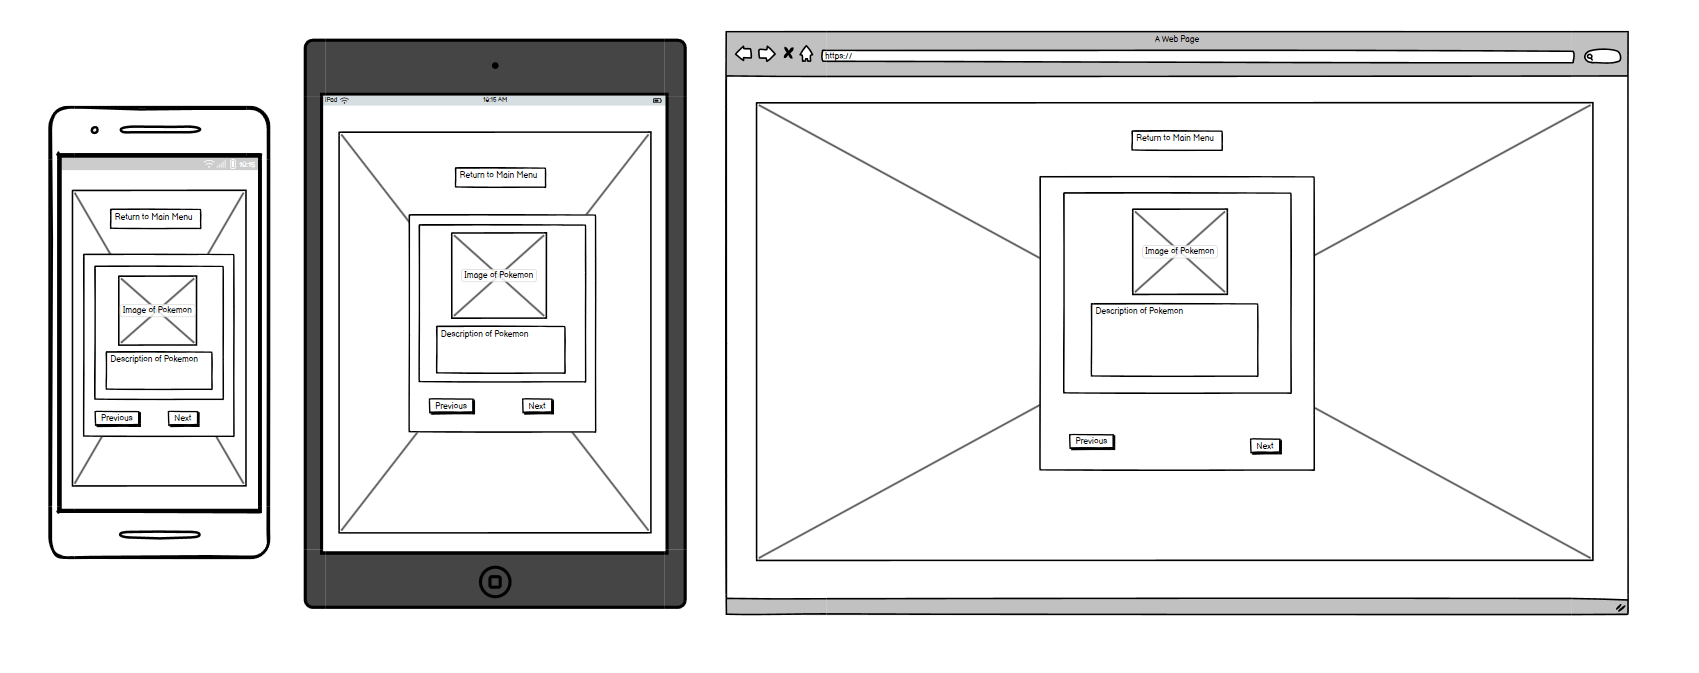 10:15
Return to Main Menu
Image of Pokemon
Description of Pokemon
Previous
Next
iPad
10:15 AM
Return to Main Menu
Image of Pokemon
Description of Pokemon
Previous
Next
A Web Page
https://
Return to Main Menu
Image of Pokemon
Description of Pokemon
Previous
Next